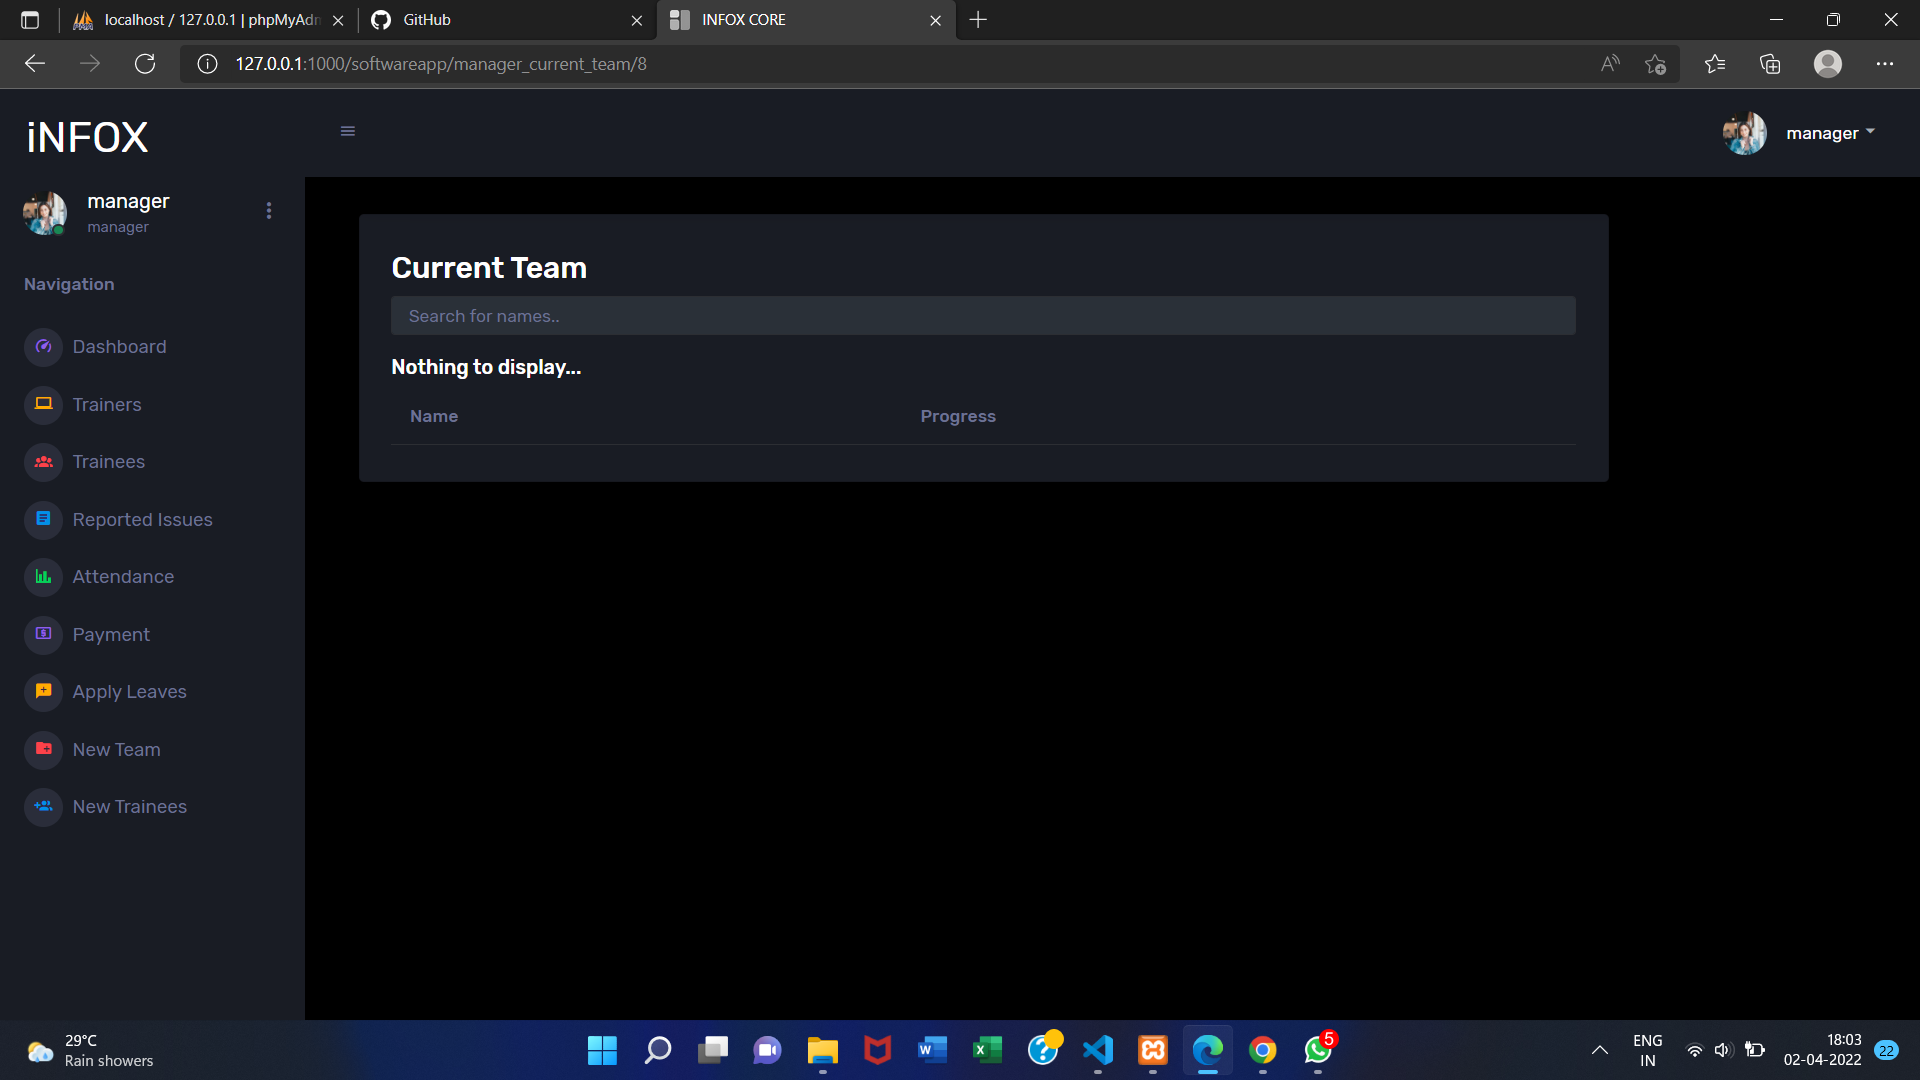 localhost / 127.0.0.1 | phpMyAdm
GitHub
INFOX CORE
127.0.0.1:1000/softwareapp/manager_current_team/8
iNFOX
manager
manager
manager
Navigation
Dashboard
Trainers
Trainees
Reported Issues
Attendance
Payment
Apply Leaves
New Team
New Trainees
Current Team
Search for names..
Nothing to display...
Name Progress
29°C
Rain showers
5
ENG
IN
18:03
02-04-2022
22